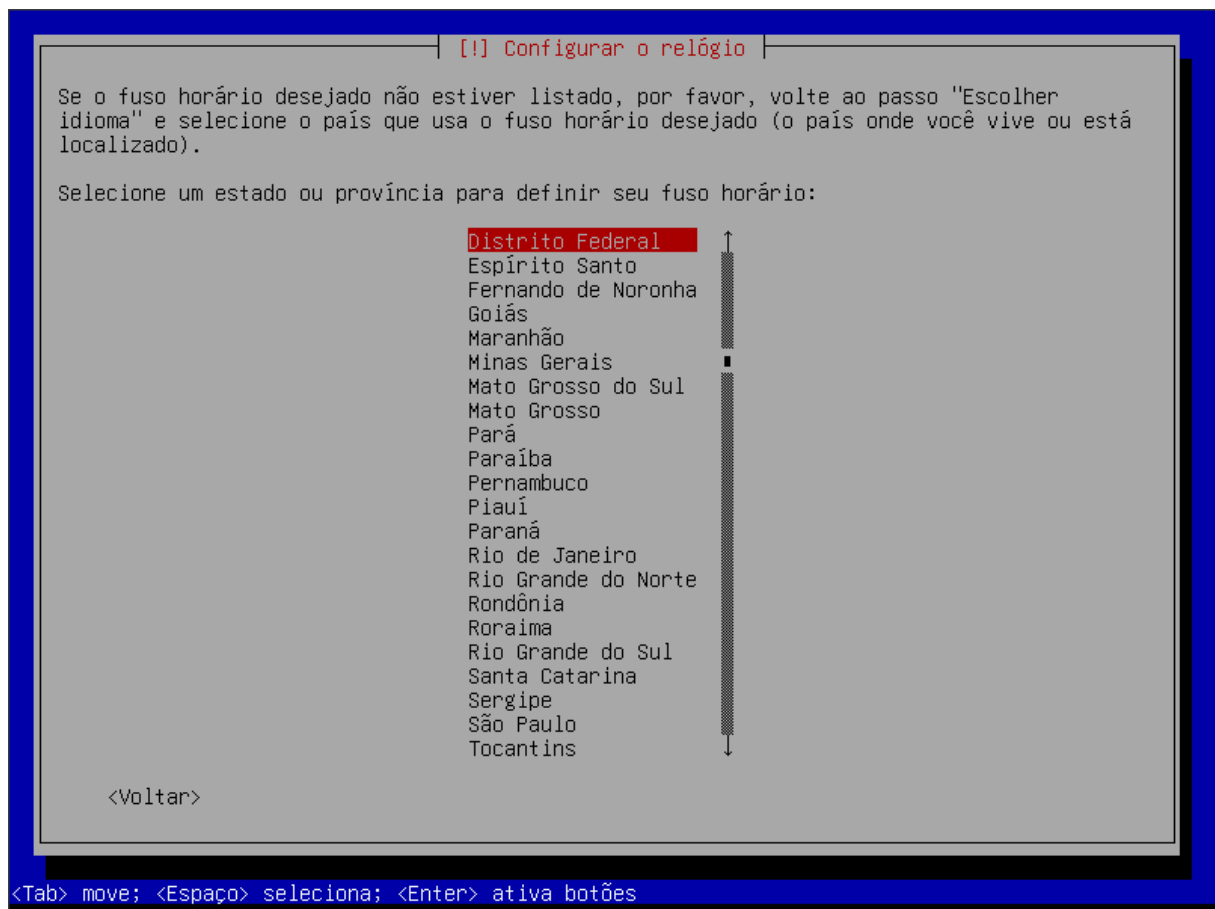 [!] Configurar o relógio
Se o fuso horário desejado não estiver listado, por favor, volte ao passo "Escolher
idioma" e selecione o país que usa o fuso horário desejado (o país onde você vive ou está
localizado).
Selecione um estado ou província para definir seu fuso horário:
Distrito Federal
Espírito Santo
Fernando de Noronha
Goiás
Maranhão
Minas Gerais
Mato Grosso do Sul
Mato Grosso
Pará
Paraíba
Pernambuco
Piauí
Paraná
Rio de Janeiro
Rio Grande do Norte
Rondônia
Roraima
Rio Grande do Sul
Santa Catarina
Sergipe
São Paulo
Tocantins
<Voltar>
<Tab> move; <Espaço> seleciona; <Enter> ativa botões